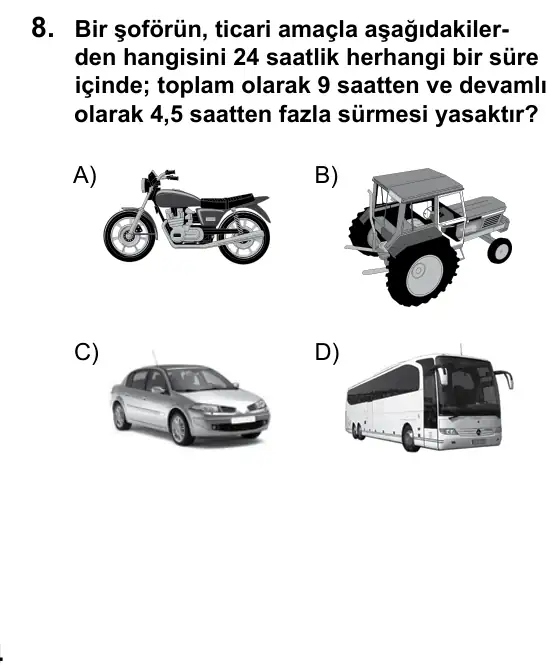 8. Bir şoförün, ticari amaçla aşağıdakiler-
den hangisini 24 saatlik herhangi bir süre
içinde; toplam olarak 9 saatten ve devamlı
olarak 4,5 saatten fazla sürmesi yasaktır?
A) B)
C) D)